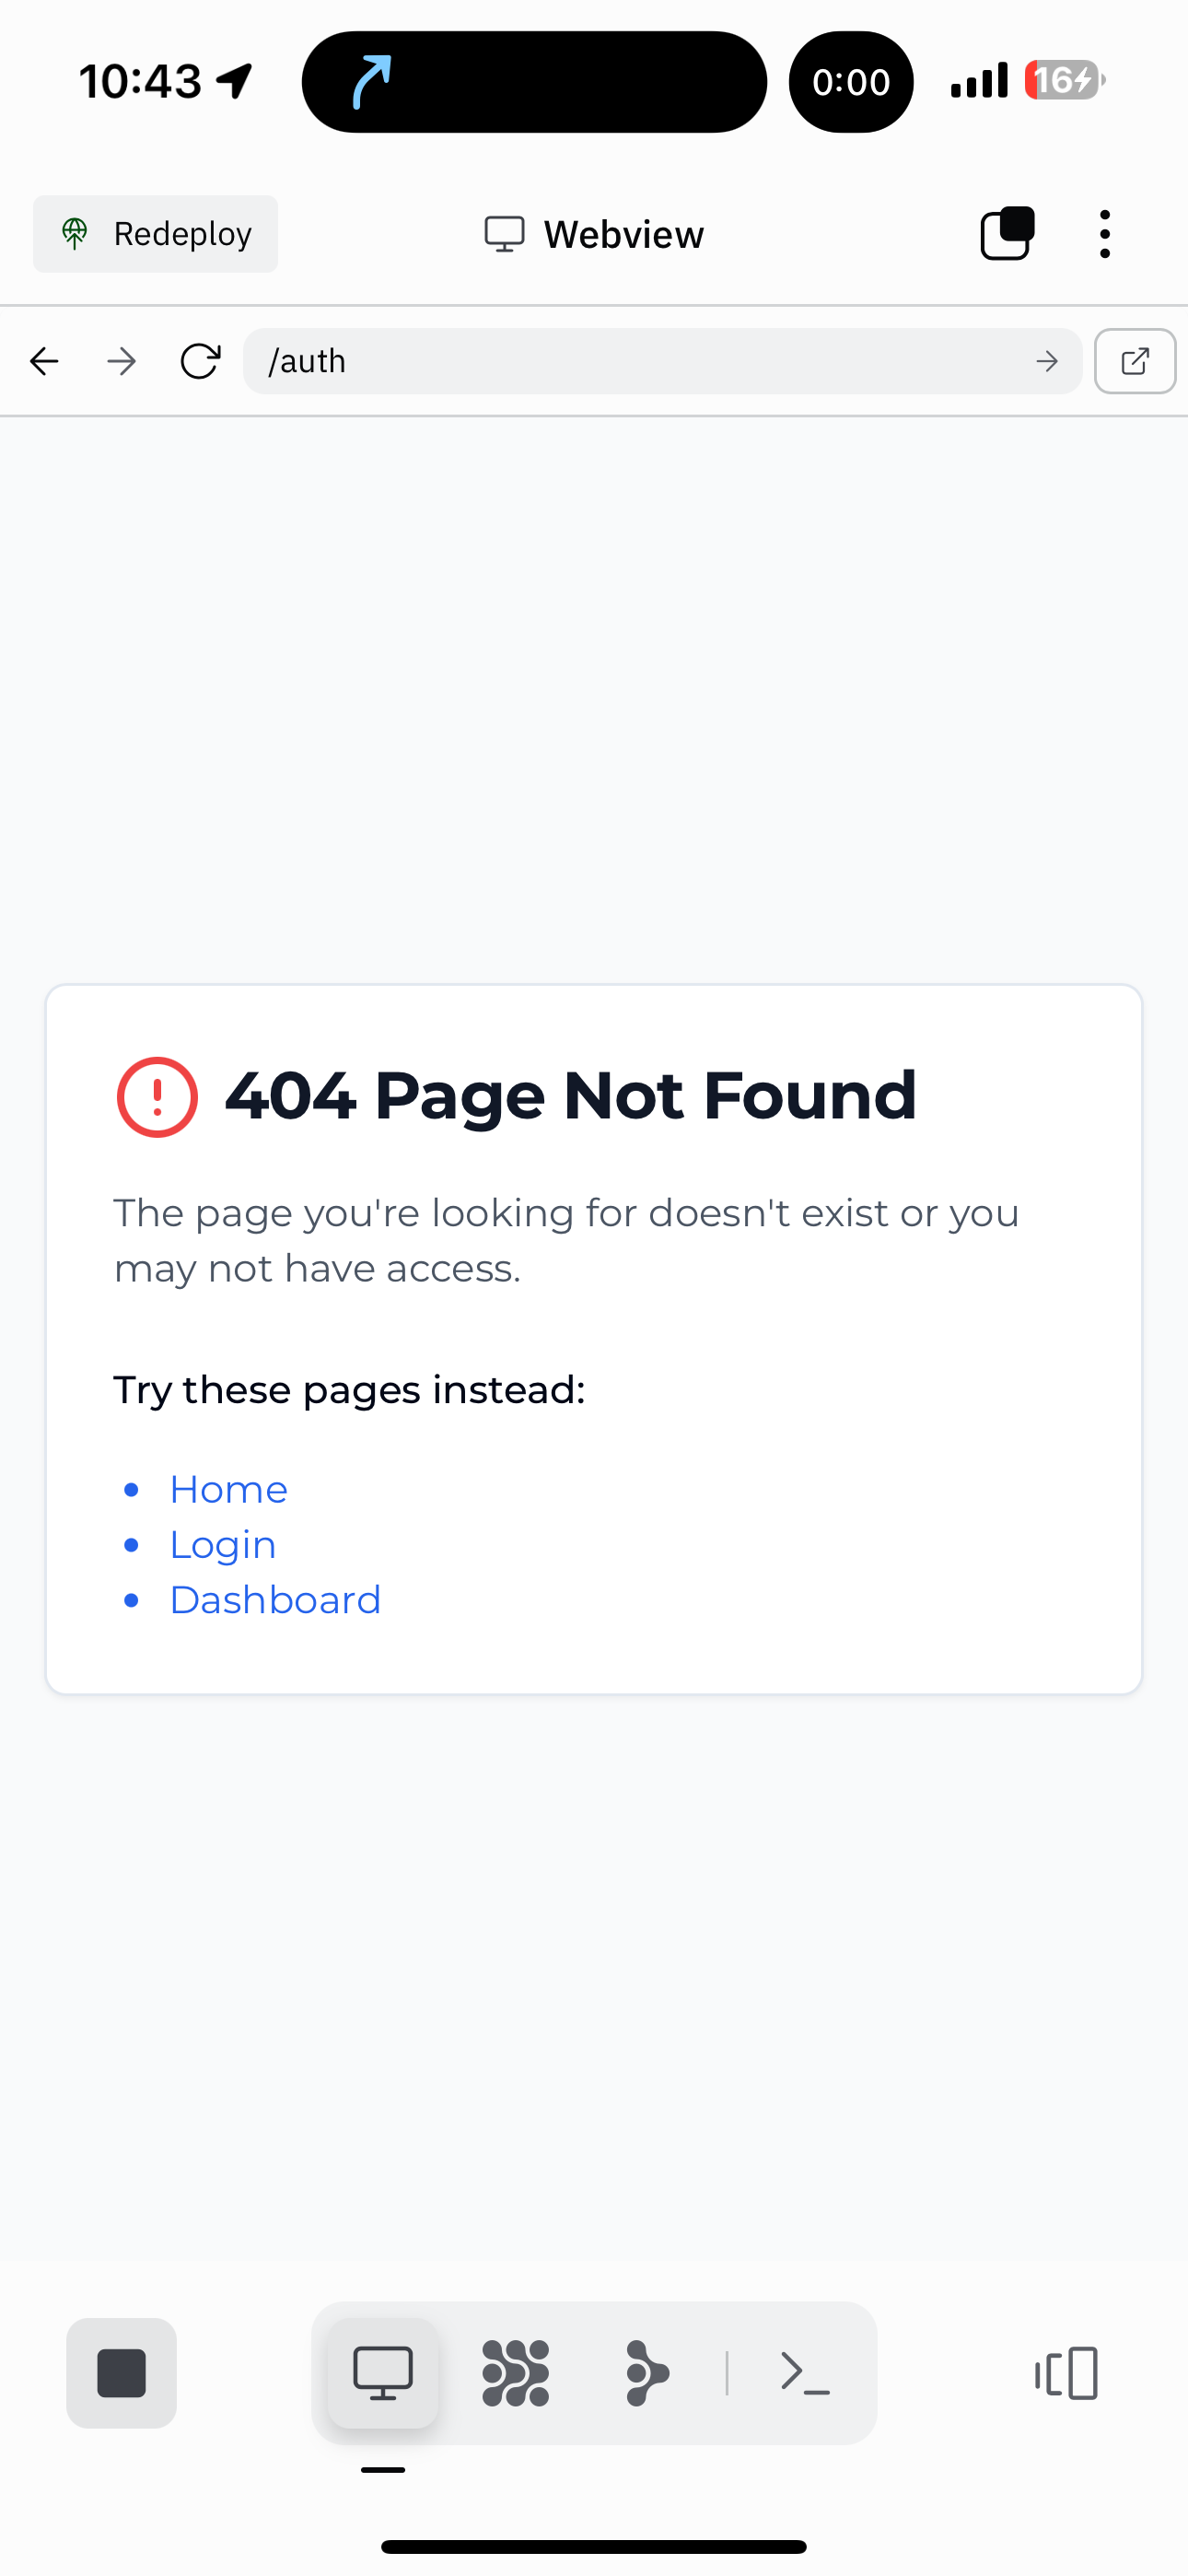 10:43
0:00
16
Redeploy
Webview
/auth
404 Page Not Found
The page you're looking for doesn't exist or you
may not have access.
Try these pages instead:
Home
Login
Dashboard